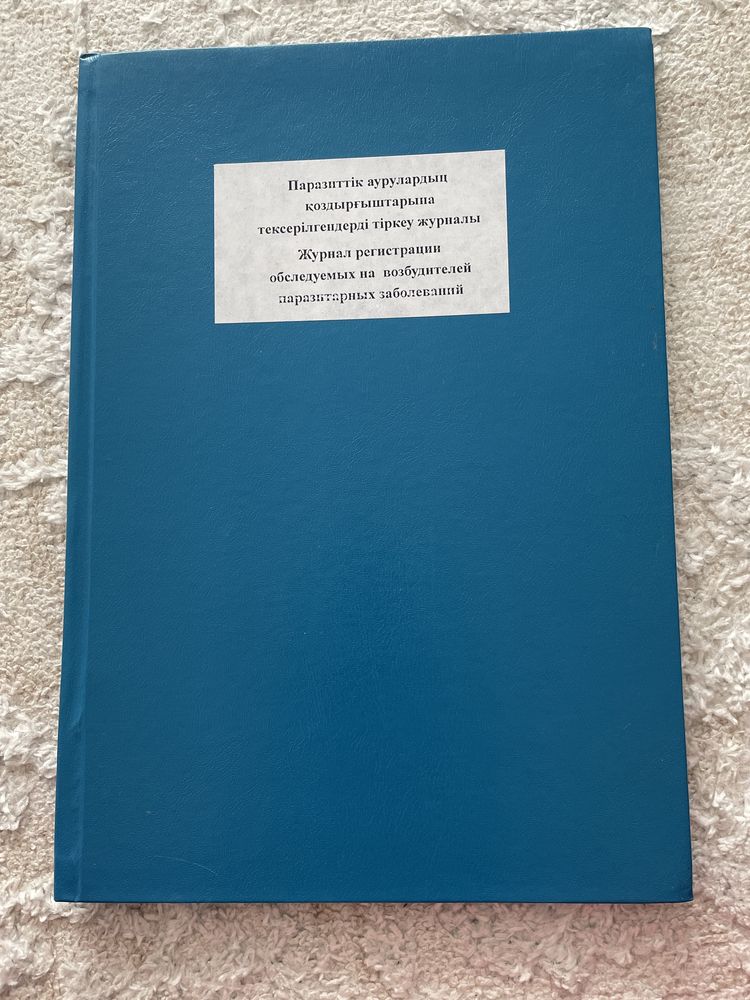 Паразиттік аурулардың
қоздырғыштарына
тексерілгендерді тіркеу журналы
Журнал регистрации
обследуемых на возбудителей
паразитарных заболеваний